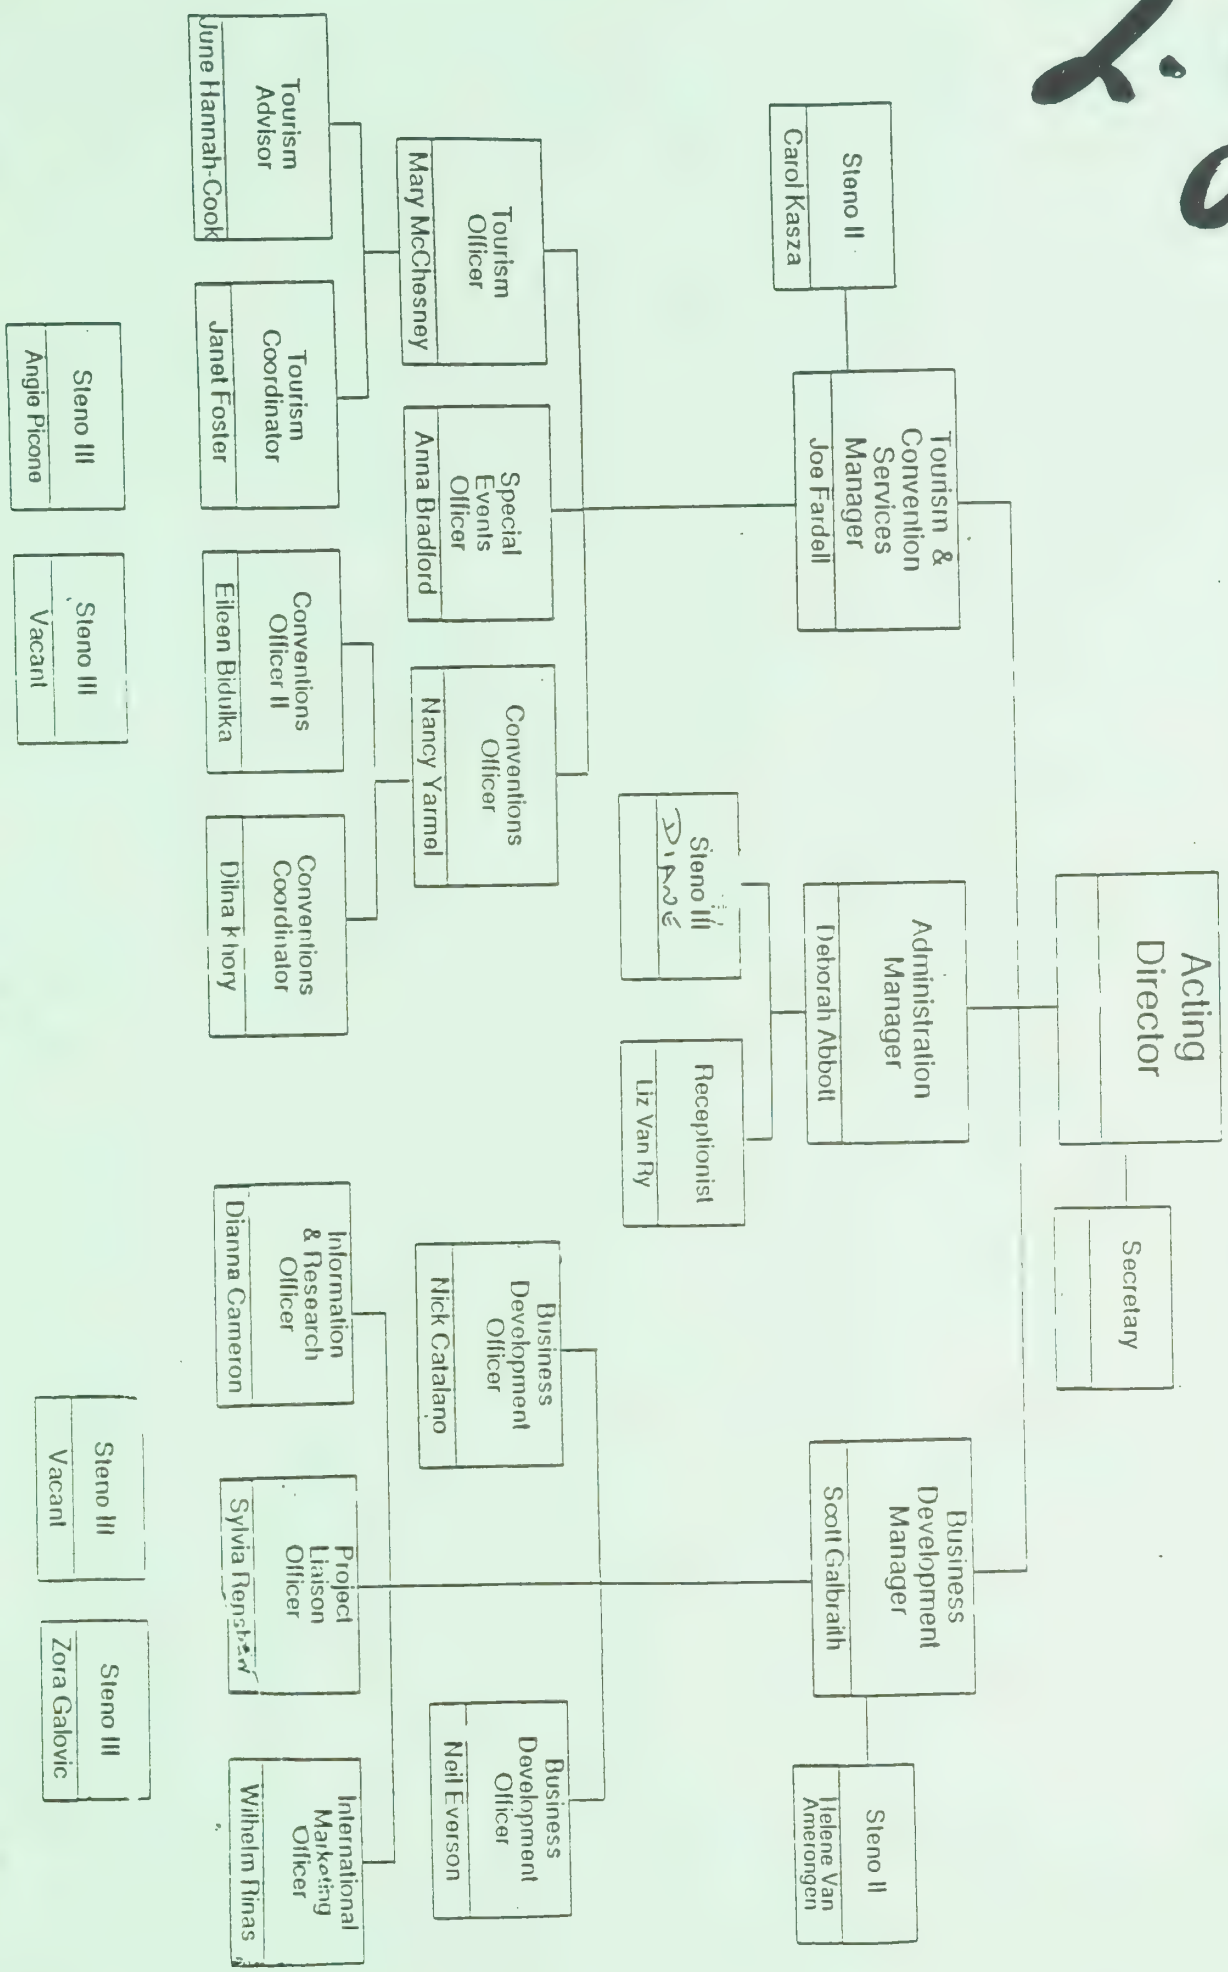 Acting
Director
Secretary
Tourism &
Convention
Services
Manager
Joe Fardell
Steno II
Carol Kasza
Administration
Manager
Deborah Abbott
Business
Development
Manager
Scott Galbraith
Steno II
Helene Van
Amerongen
Steno III
DIANE
Receptionist
Liz Van Ry
Tourism
Officer
Mary McChesney
Special
Events
Officer
Anna Bradford
Conventions
Officer
Nancy Yarmel
Business
Development
Officer
Nick Catalano
Business
Development
Officer
Neil Everson
Tourism
Advisor
June Hannah-Cook
Tourism
Coordinator
Janet Foster
Conventions
Officer II
Eileen Bidulka
Conventions
Coordinator
Dilna Khory
Information
& Research
Officer
Dianna Cameron
Project
Liaison
Officer
Sylvia Renshaw
International
Marketing
Officer
Wilhelm Rinas
Steno III
Angie Picone
Steno III
Vacant
Steno III
Vacant
Steno III
Zora Galovic